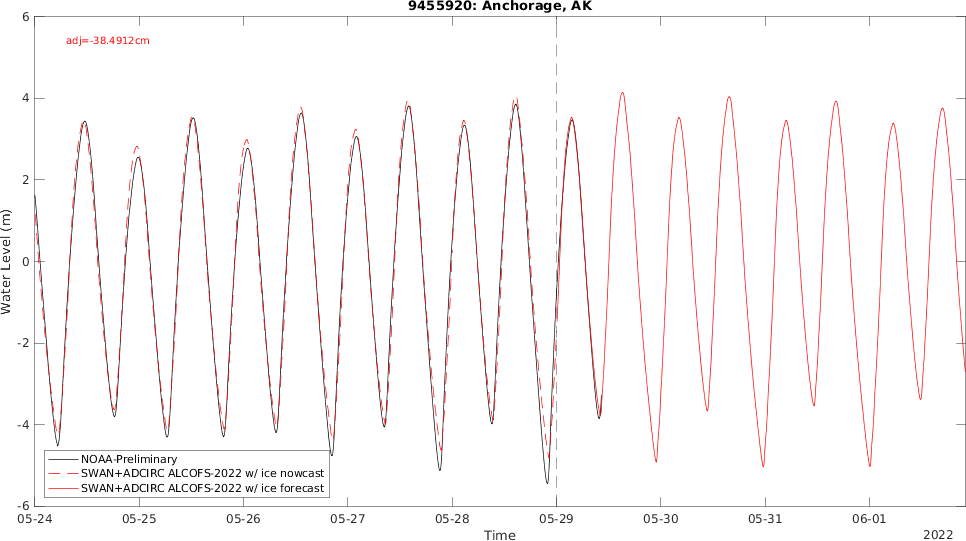 9455920: Anchorage, AK
adj=-38.4912cm
6
4
2
0
-2
-4
-6
Water Level (m)
NOAA-Preliminary
SWAN+ADCIRC ALCOFS-2022 w/ ice nowcast
SWAN+ADCIRC ALCOFS-2022 w/ ice forecast
05-24 05-25 05-26 05-27 05-28 05-29 05-30 05-31 06-01
Time
2022